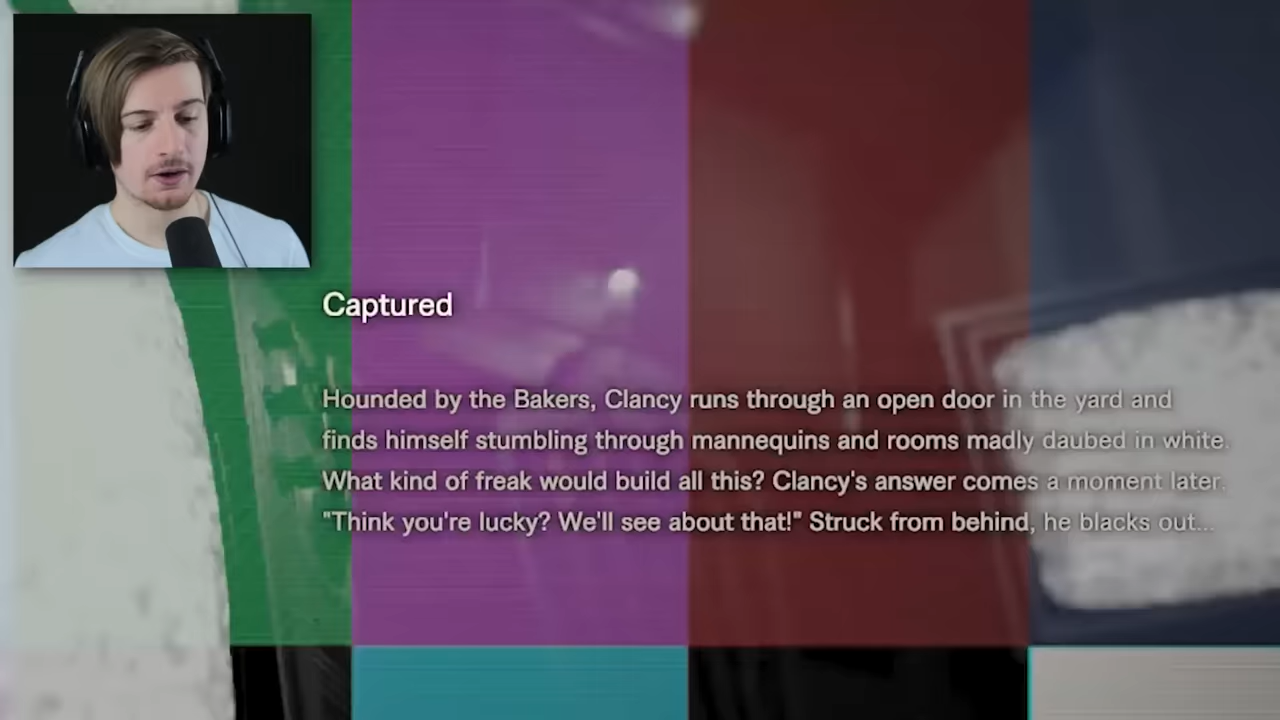 Captured
Hounded by the Bakers, Clancy runs through an open door in the yard and
finds himself stumbling through mannequins and rooms madly daubed in white.
What kind of freak would build all this? Clancy's answer comes a moment later.
"Think you're lucky? We'll see about that!" Struck from behind, he blacks out...